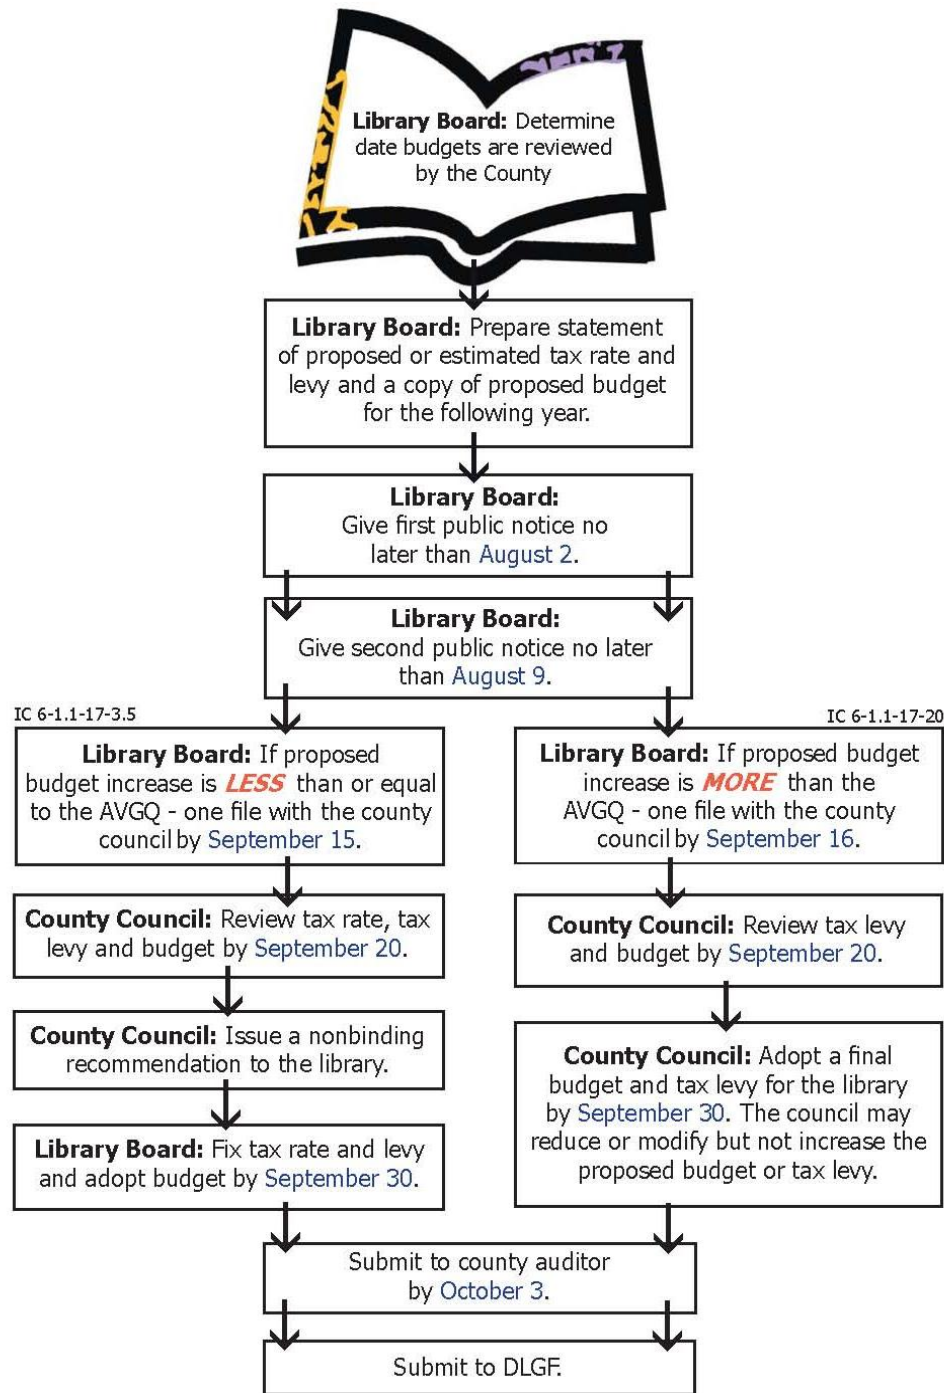 Library Board: Determine
date budgets are reviewed
by the County
Library Board: Prepare statement
of proposed or estimated tax rate and
levy and a copy of proposed budget
for the following year.
Library Board:
Give first public notice no
later than August 2.
Library Board:
Give second public notice no later
than August 9.
IC 6-1.1-17-3.5
Library Board: If proposed
budget increase is LESS than or equal
to the AVGQ - one file with the county
council by September 15.
County Council: Review tax rate, tax
levy and budget by September 20.
County Council: Issue a nonbinding
recommendation to the library.
Library Board: Fix tax rate and levy
and adopt budget by September 30.
IC 6-1.1-17-20
Library Board: If proposed budget
increase is MORE than the
AVGQ - one file with the county
council by September 16.
County Council: Review tax levy
and budget by September 20.
County Council: Adopt a final
budget and tax levy for the library
by September 30. The council may
reduce or modify but not increase the
proposed budget or tax levy.
Submit to county auditor
by October 3.
Submit to DLGF.